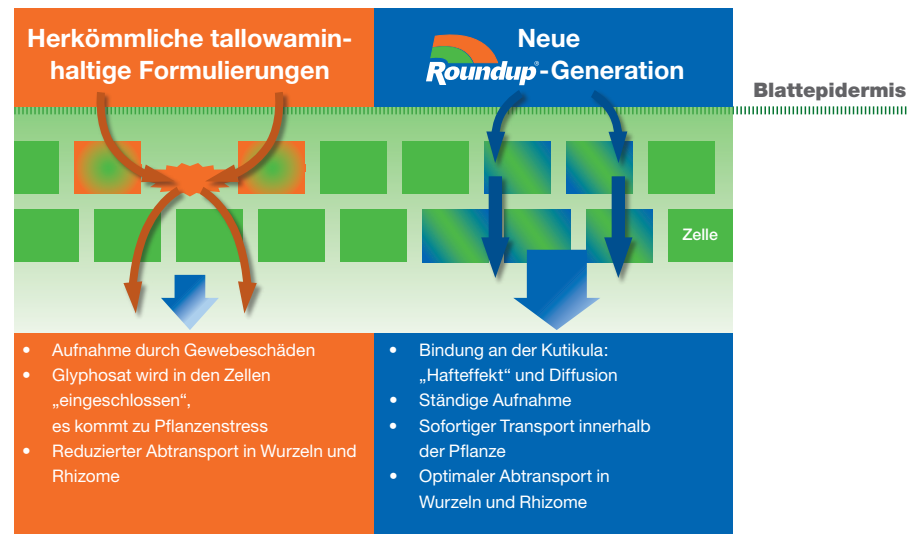 Herkömmliche tallowamin-
haltige Formulierungen
Neue
Roundup®-Generation
Blattepidermis
Zelle
• Aufnahme durch Gewebeschäden
• Glyphosat wird in den Zellen
„eingeschlossen“,
es kommt zu Pflanzenstress
• Reduzierter Abtransport in Wurzeln und
Rhizome
• Bindung an der Kutikula:
„Hafteffekt“ und Diffusion
• Ständige Aufnahme
• Sofortiger Transport innerhalb
der Pflanze
• Optimaler Abtransport in
Wurzeln und Rhizome